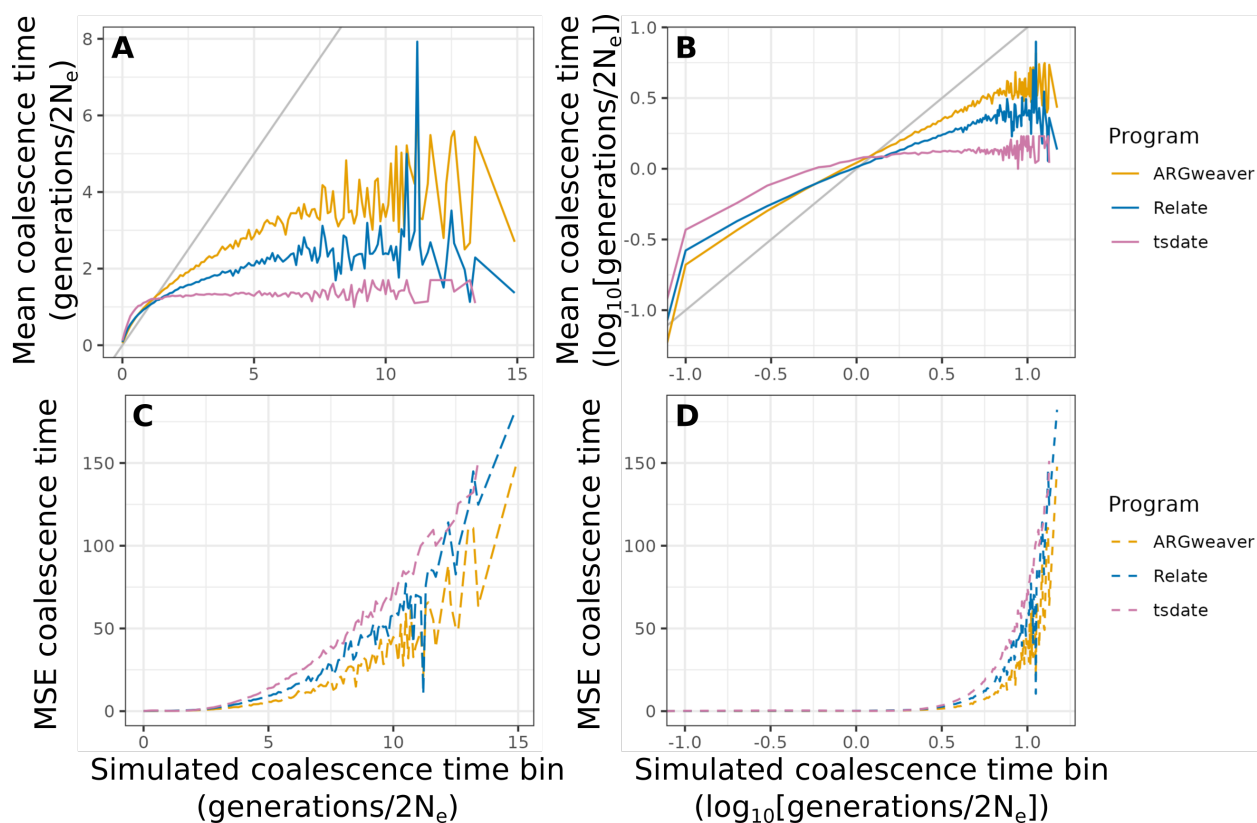 Mean coalescence time
(generations/2Nₑ)
A
8
6
4
2
0
0 5 10 15
Mean coalescence time
(log₁₀[generations/2Nₑ])
B
1.0
0.5
0.0
-0.5
-1.0
-1.0 -0.5 0.0 0.5 1.0
Program
ARGweaver
Relate
tsdate
MSE coalescence time
C
150
100
50
0
0 5 10 15
Simulated coalescence time bin
(generations/2Nₑ)
MSE coalescence time
D
150
100
50
0
-1.0 -0.5 0.0 0.5 1.0
Simulated coalescence time bin
(log₁₀[generations/2Nₑ])
Program
ARGweaver
Relate
tsdate